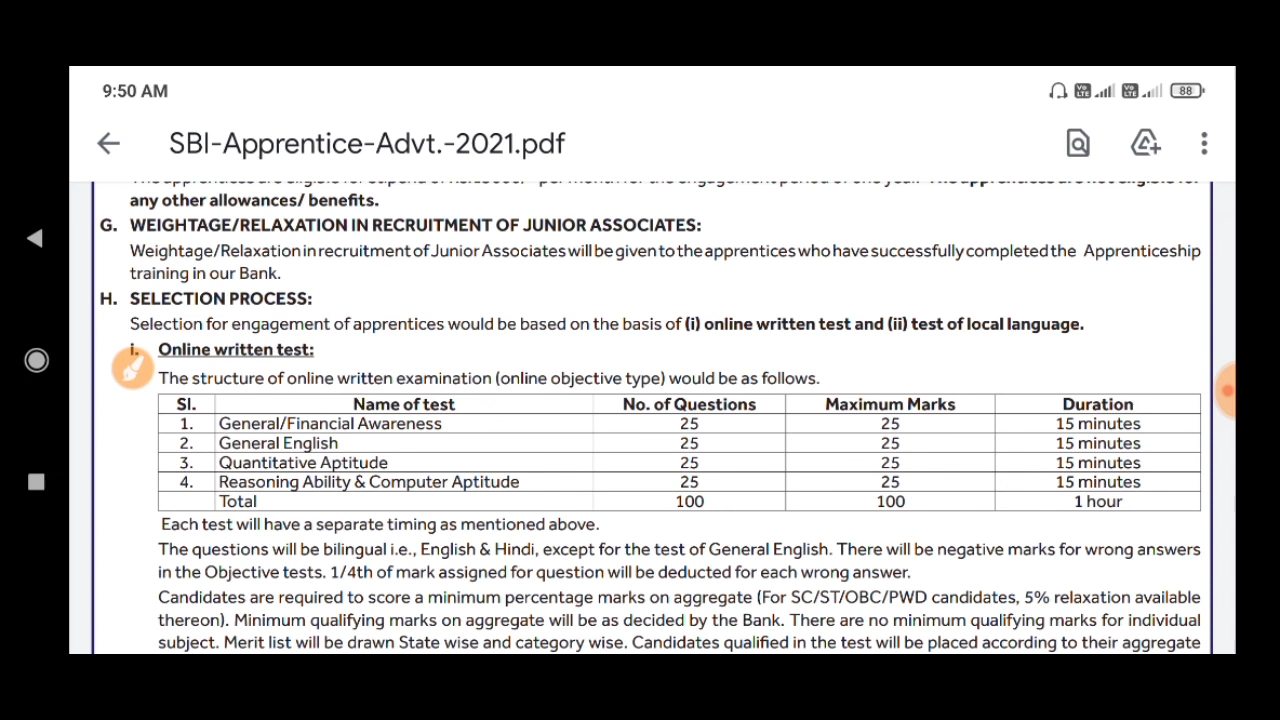 9:50 AM
88
SBI-Apprentice-Advt.-2021.pdf
any other allowances/ benefits.
G. WEIGHTAGE/RELAXATION IN RECRUITMENT OF JUNIOR ASSOCIATES:
Weightage/Relaxation in recruitment of Junior Associates will be given to the apprentices who have successfully completed the Apprenticeship
training in our Bank.
H. SELECTION PROCESS:
Selection for engagement of apprentices would be based on the basis of (i) online written test and (ii) test of local language.
i. Online written test:
The structure of online written examination (online objective type) would be as follows.
Sl. Name of test No. of Questions Maximum Marks Duration
1. General/Financial Awareness 25 25 15 minutes
2. General English 25 25 15 minutes
3. Quantitative Aptitude 25 25 15 minutes
4. Reasoning Ability & Computer Aptitude 25 25 15 minutes
Total 100 100 1 hour
Each test will have a separate timing as mentioned above.
The questions will be bilingual i.e., English & Hindi, except for the test of General English. There will be negative marks for wrong answers
in the Objective tests. 1/4th of mark assigned for question will be deducted for each wrong answer.
Candidates are required to score a minimum percentage marks on aggregate (For SC/ST/OBC/PWD candidates, 5% relaxation available
thereon). Minimum qualifying marks on aggregate will be as decided by the Bank. There are no minimum qualifying marks for individual
subject. Merit list will be drawn State wise and category wise. Candidates qualified in the test will be placed according to their aggregate